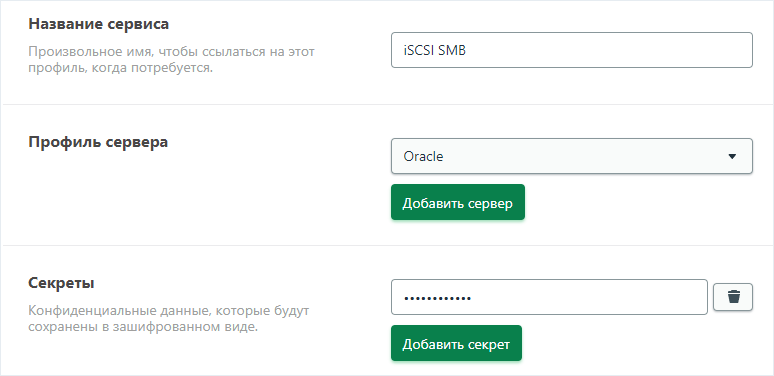 Название сервиса
Произвольное имя, чтобы ссылаться на этот
профиль, когда потребуется.
iSCSI SMB
Профиль сервера
Oracle
Добавить сервер
Секреты
Конфиденциальные данные, которые будут
сохранены в зашифрованном виде.
••••••••••••
Добавить секрет